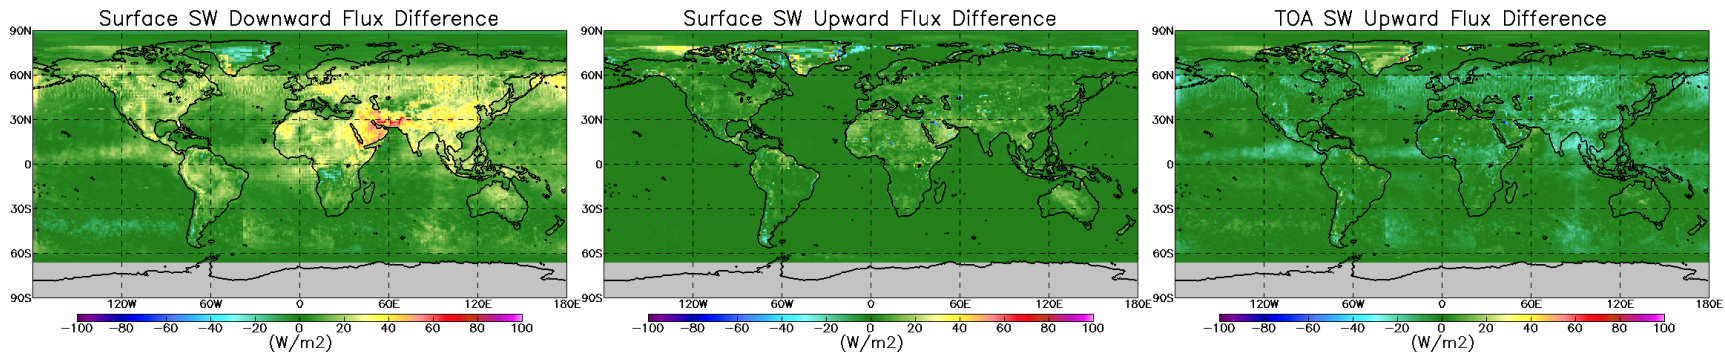 Surface SW Downward Flux Difference
90N
60N
30N
0
30S
60S
90S
120W 60W 0 60E 120E 180E
−100 −80 −60 −40 −20 0 20 40 60 80 100
(W/m2)
Surface SW Upward Flux Difference
90N
60N
30N
0
30S
60S
90S
120W 60W 0 60E 120E 180E
−100 −80 −60 −40 −20 0 20 40 60 80 100
(W/m2)
TOA SW Upward Flux Difference
90N
60N
30N
0
30S
60S
90S
120W 60W 0 60E 120E 180E
−100 −80 −60 −40 −20 0 20 40 60 80 100
(W/m2)